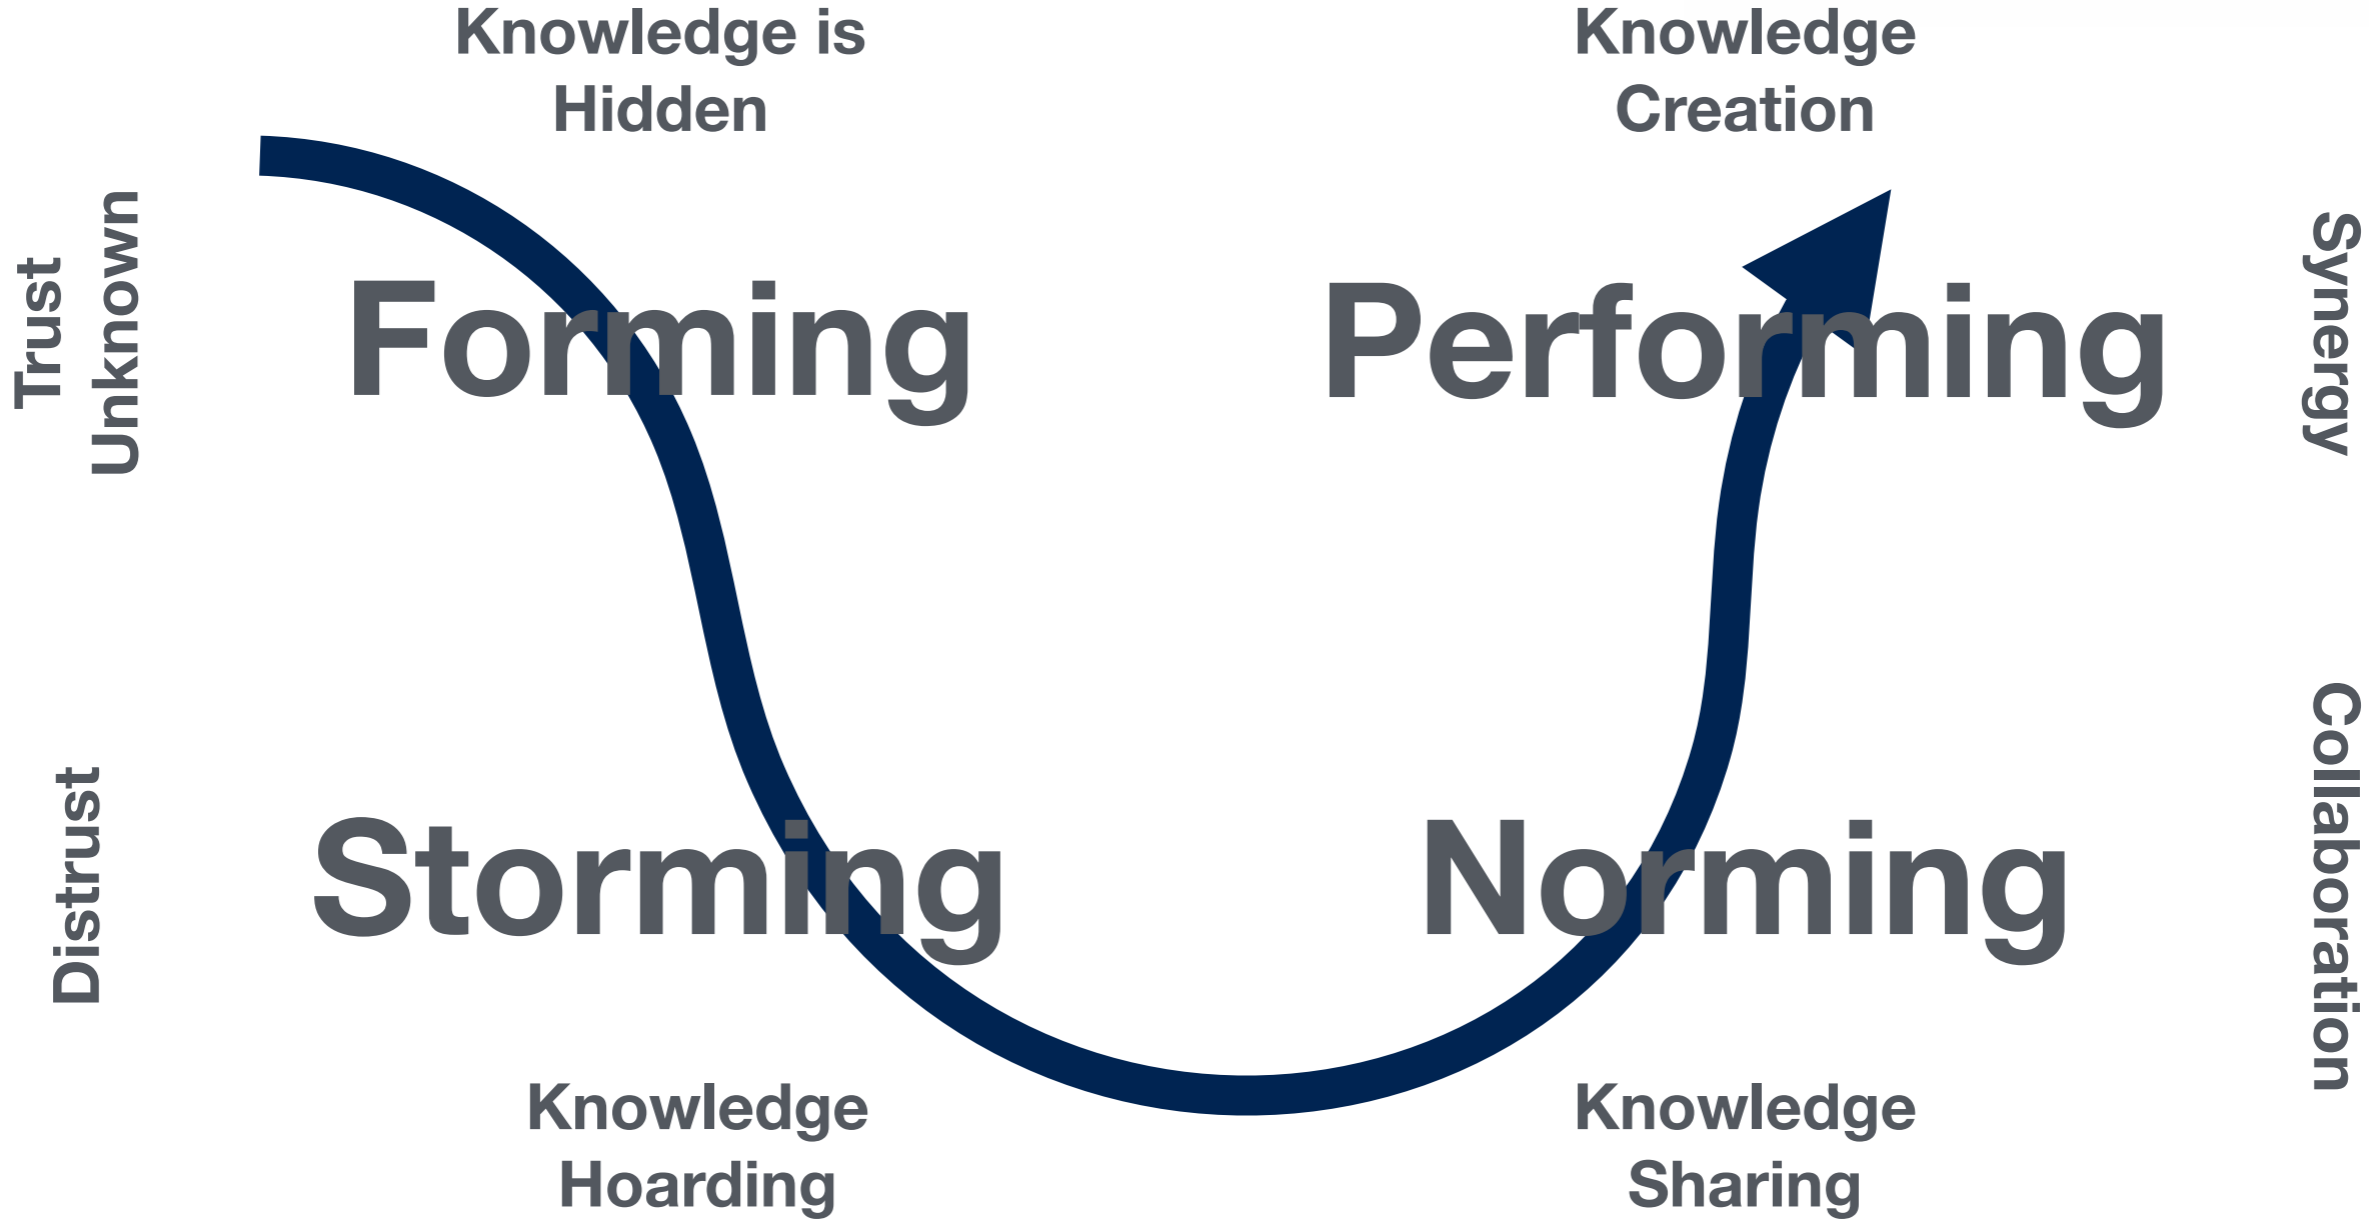 Knowledge is
Hidden
Knowledge
Creation
Trust
Unknown
Forming
Performing
Synergy
Distrust
Storming
Norming
Collaboration
Knowledge
Hoarding
Knowledge
Sharing